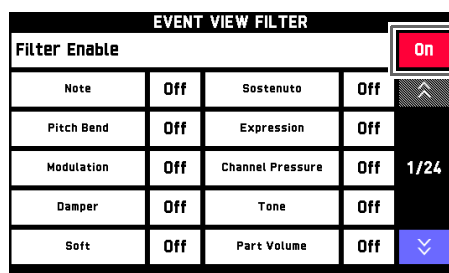 EVENT VIEW FILTER
Filter Enable On
Note Off Sostenuto Off
Pitch Bend Off Expression Off
Modulation Off Channel Pressure Off 1/24
Damper Off Tone Off
Soft Off Part Volume Off